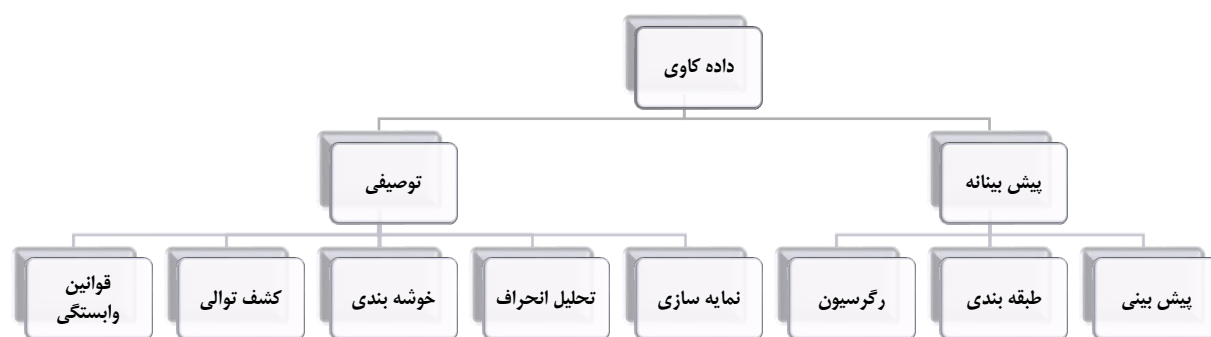 داده کاوی
پیش بینانه
توصیفی
پیش بینی
طبقه بندی
رگرسیون
نمایه سازی
تحلیل انحراف
خوشه بندی
کشف توالی
قوانین
وابستگی